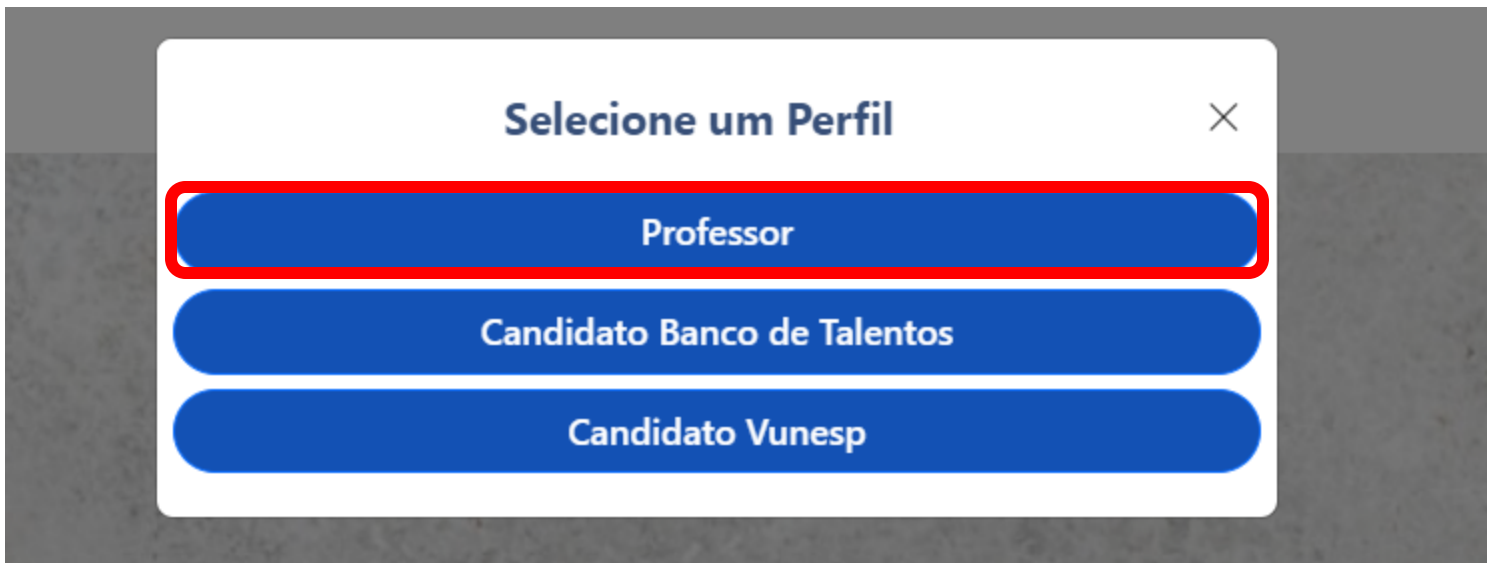 Selecione um Perfil
Professor
Candidato Banco de Talentos
Candidato Vunesp